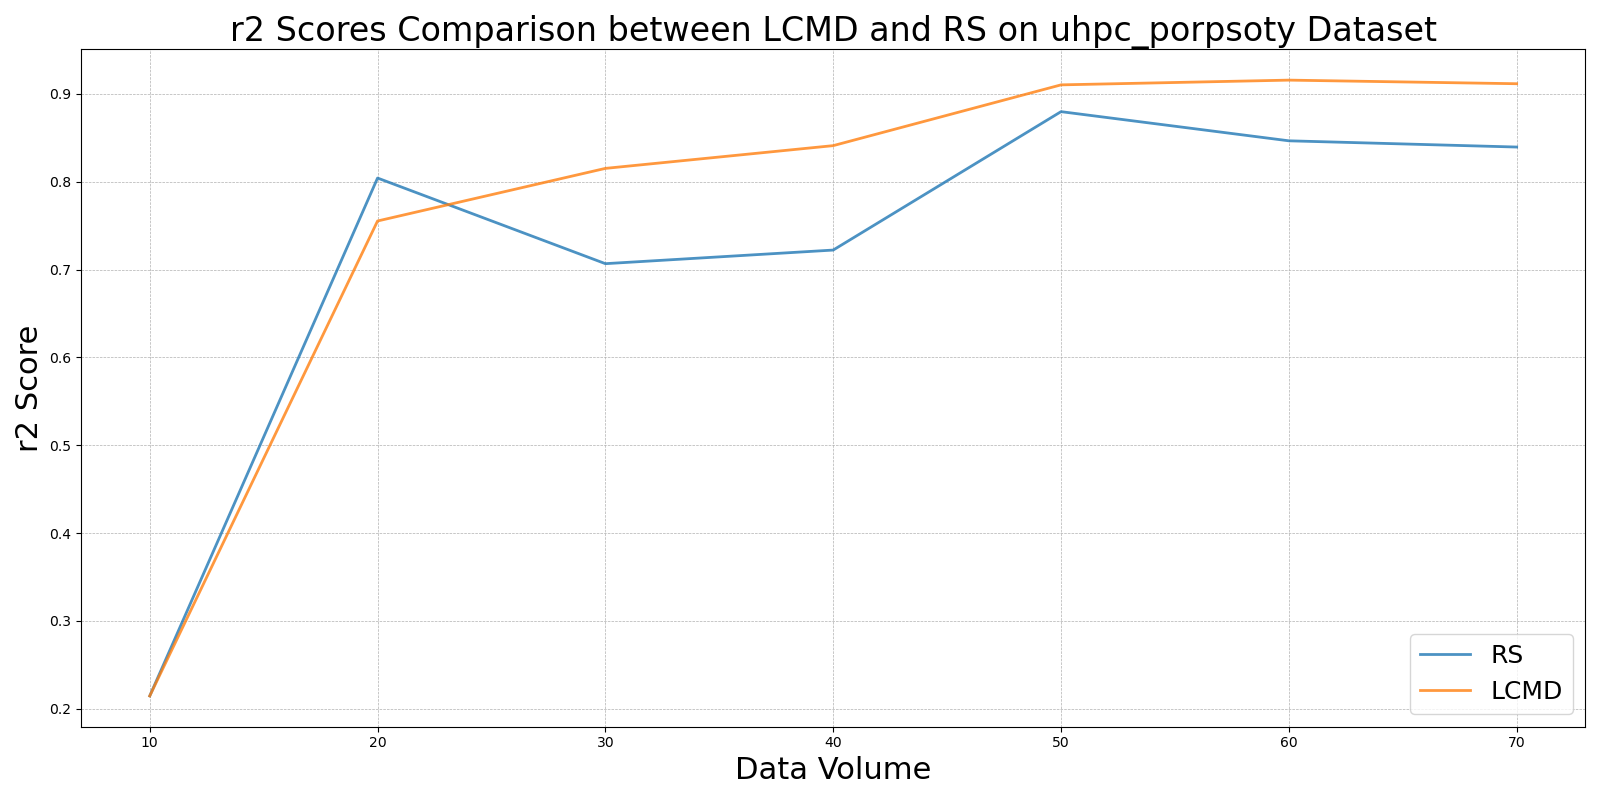 r2 Scores Comparison between LCMD and RS on uhpc_porpsoty Dataset
r2 Score
0.9
0.8
0.7
0.6
0.5
0.4
0.3
0.2
10 20 30 40 50 60 70
Data Volume
RS
LCMD